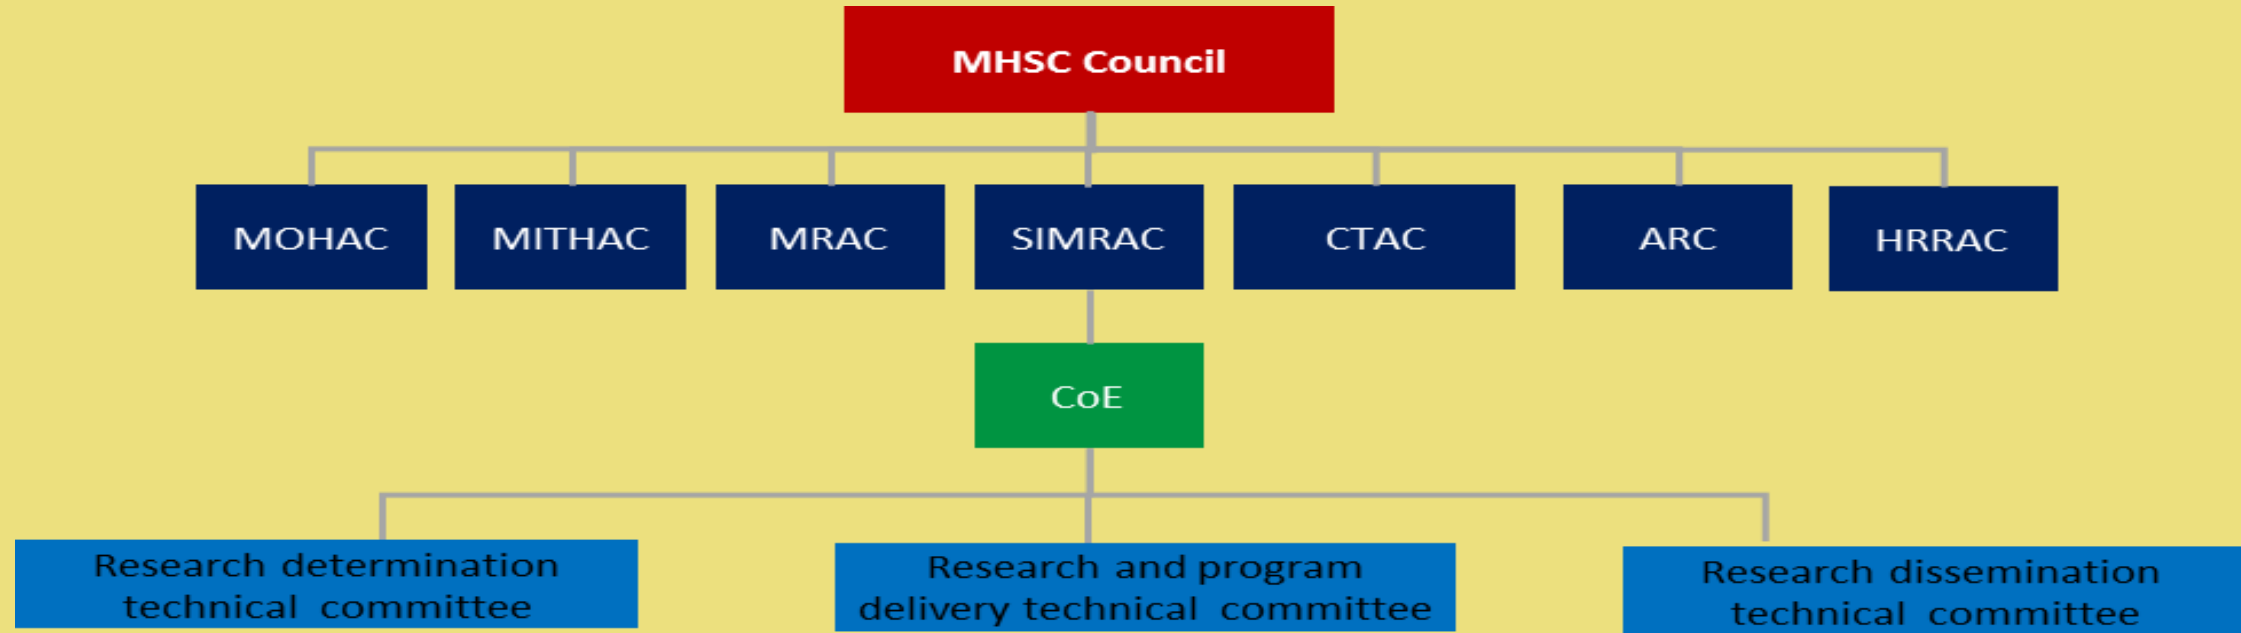 MHSC Council
MOHAC
MITHAC
MRAC
SIMRAC
CTAC
ARC
HRRAC
CoE
Research determination
technical committee
Research and program
delivery technical committee
Research dissemination
technical committee